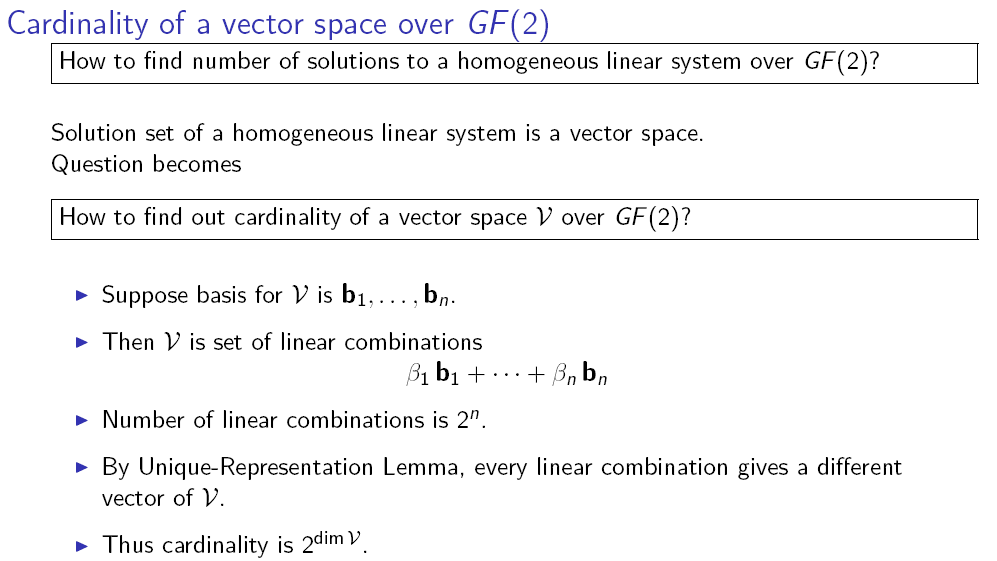 Cardinality of a vector space over GF(2)
How to find number of solutions to a homogeneous linear system over GF(2)?
Solution set of a homogeneous linear system is a vector space.
Question becomes
How to find out cardinality of a vector space 𝒱 over GF(2)?
▶ Suppose basis for 𝒱 is b₁, . . . , bₙ.
▶ Then 𝒱 is set of linear combinations
β₁ b₁ + · · · + βₙ bₙ
▶ Number of linear combinations is 2ⁿ.
▶ By Unique-Representation Lemma, every linear combination gives a different
vector of 𝒱.
▶ Thus cardinality is 2^{dim 𝒱}.